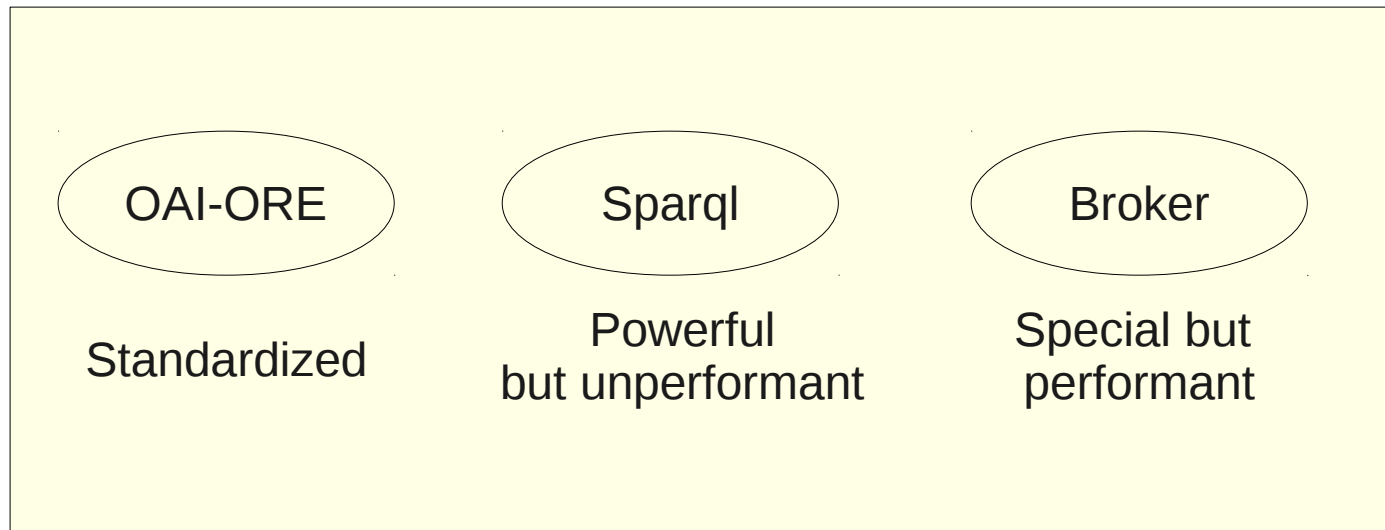 OAI-ORE
Standardized
Sparql
Powerful
but unperformant
Broker
Special but
performant